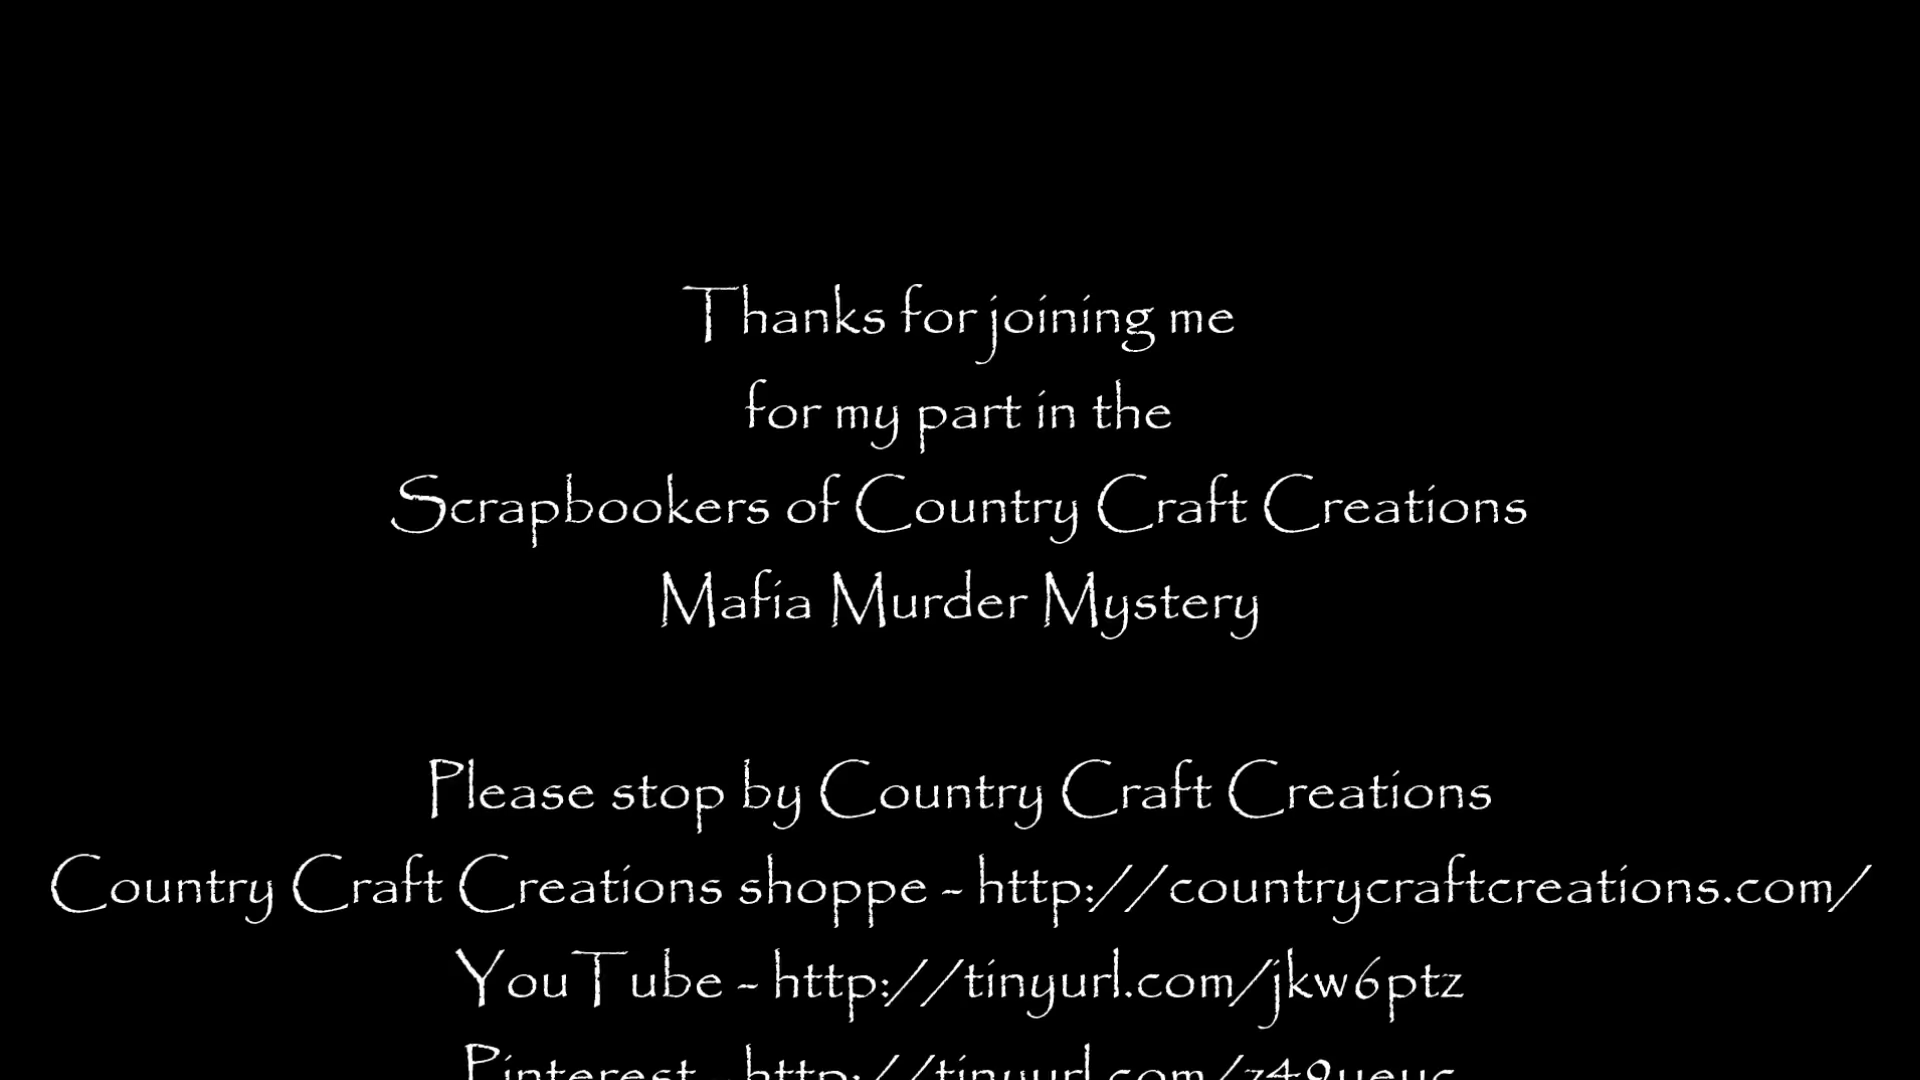 Thanks for joining me
for my part in the
Scrapbookers of Country Craft Creations
Mafia Murder Mystery
Please stop by Country Craft Creations
Country Craft Creations shoppe - http://countrycraftcreations.com/
YouTube - http://tinyurl.com/jkw6ptz
Pinterest -